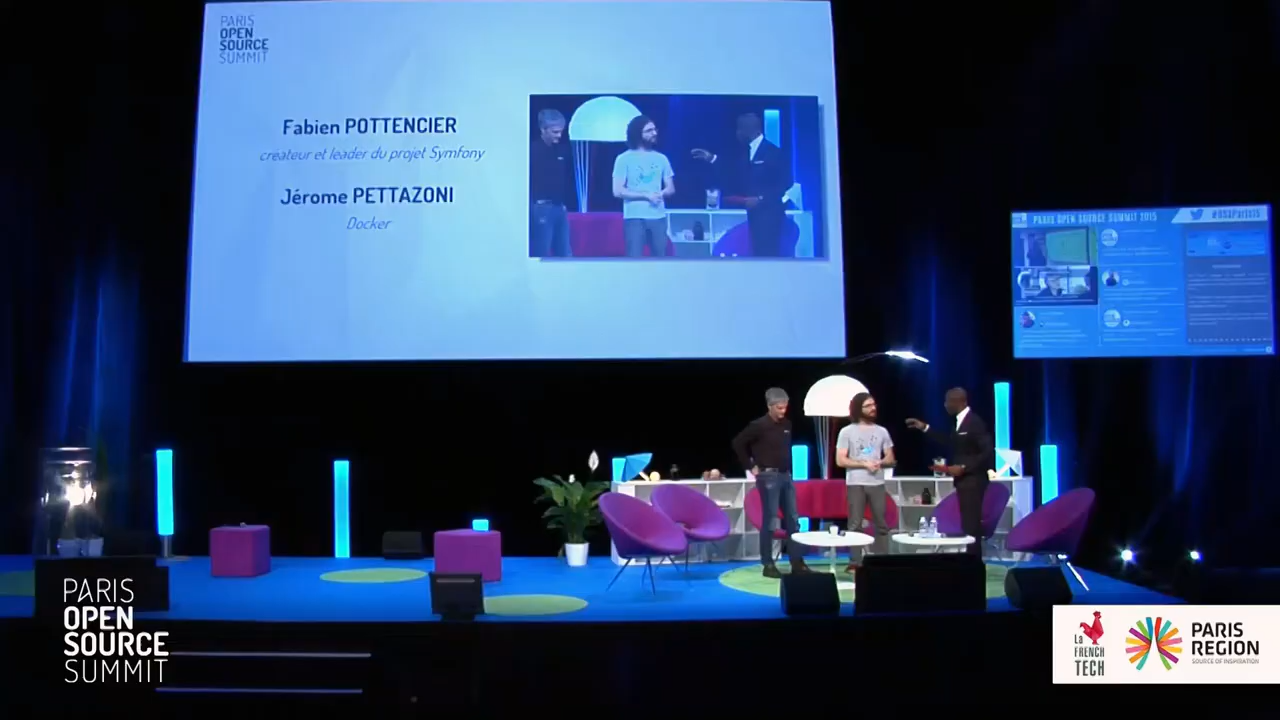 PARIS
OPEN
SOURCE
SUMMIT
Fabien POTTENCIER
créateur et leader du projet Symfony
Jérome PETTAZONI
Docker
PARIS OPEN SOURCE SUMMIT 2015
#OSSParis15
PARIS
OPEN
SOURCE
SUMMIT
La
FRENCH
TECH
PARIS
REGION
SOURCE OF INSPIRATION